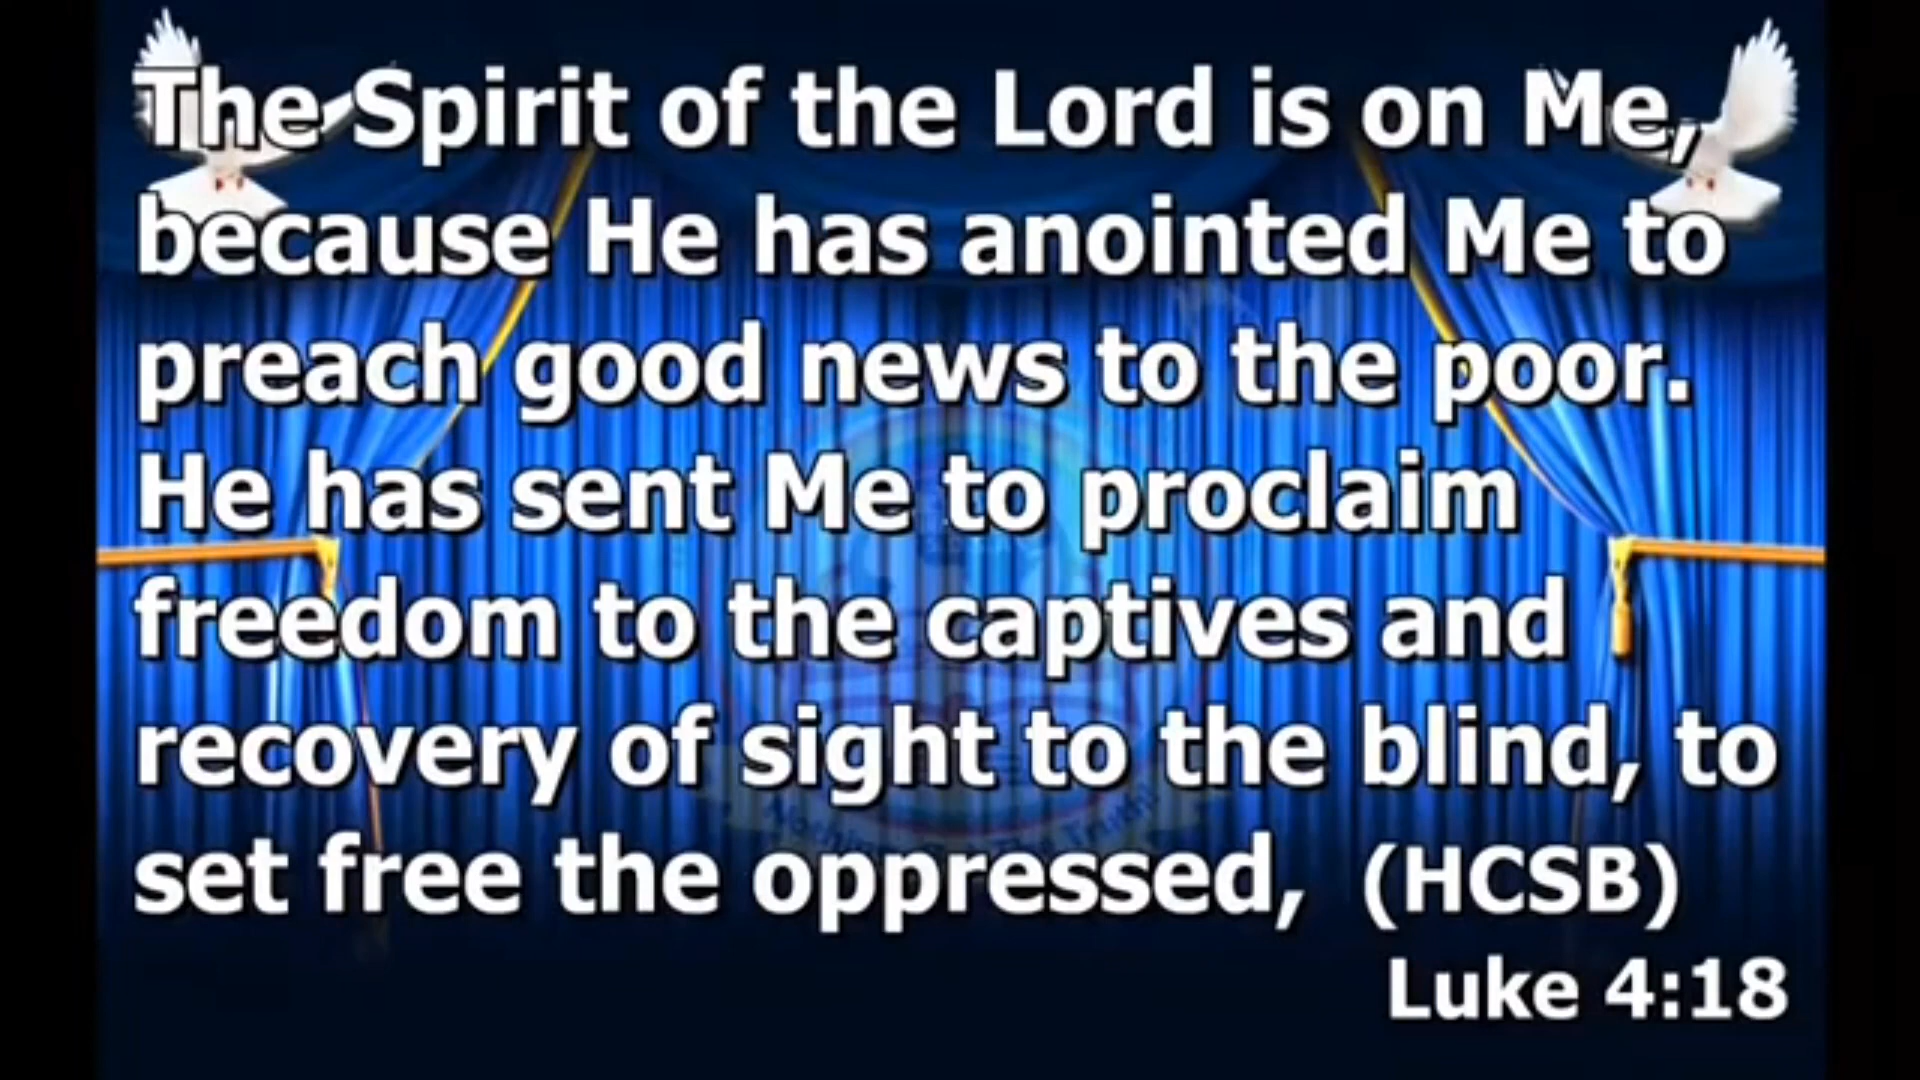 The Spirit of the Lord is on Me,
because He has anointed Me to
preach good news to the poor.
He has sent Me to proclaim
freedom to the captives and
recovery of sight to the blind, to
set free the oppressed, (HCSB)
Luke 4:18